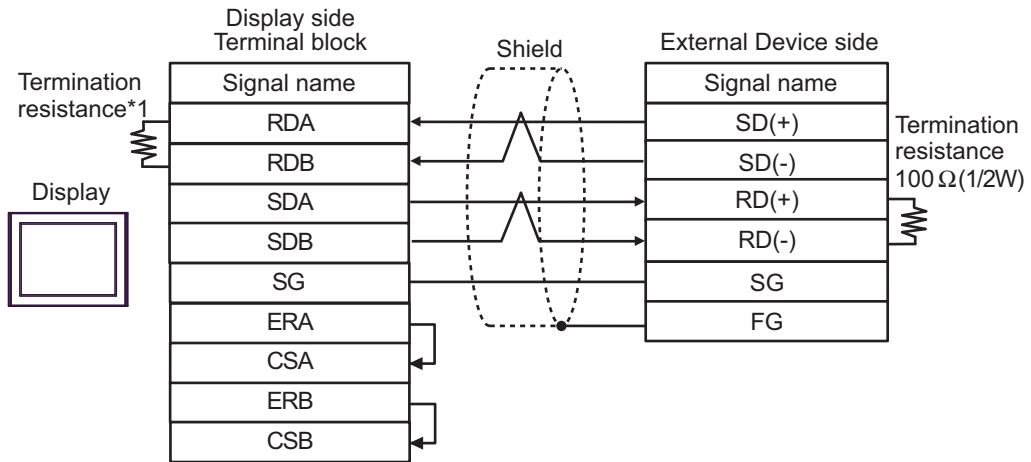 Display side
Terminal block
Shield
External Device side
Termination
resistance*1
Signal name
Signal name
RDA
SD(+)
Termination
resistance
100 Ω(1/2W)
RDB
SD(-)
Display
SDA
RD(+)
SDB
RD(-)
SG
SG
ERA
FG
CSA
ERB
CSB